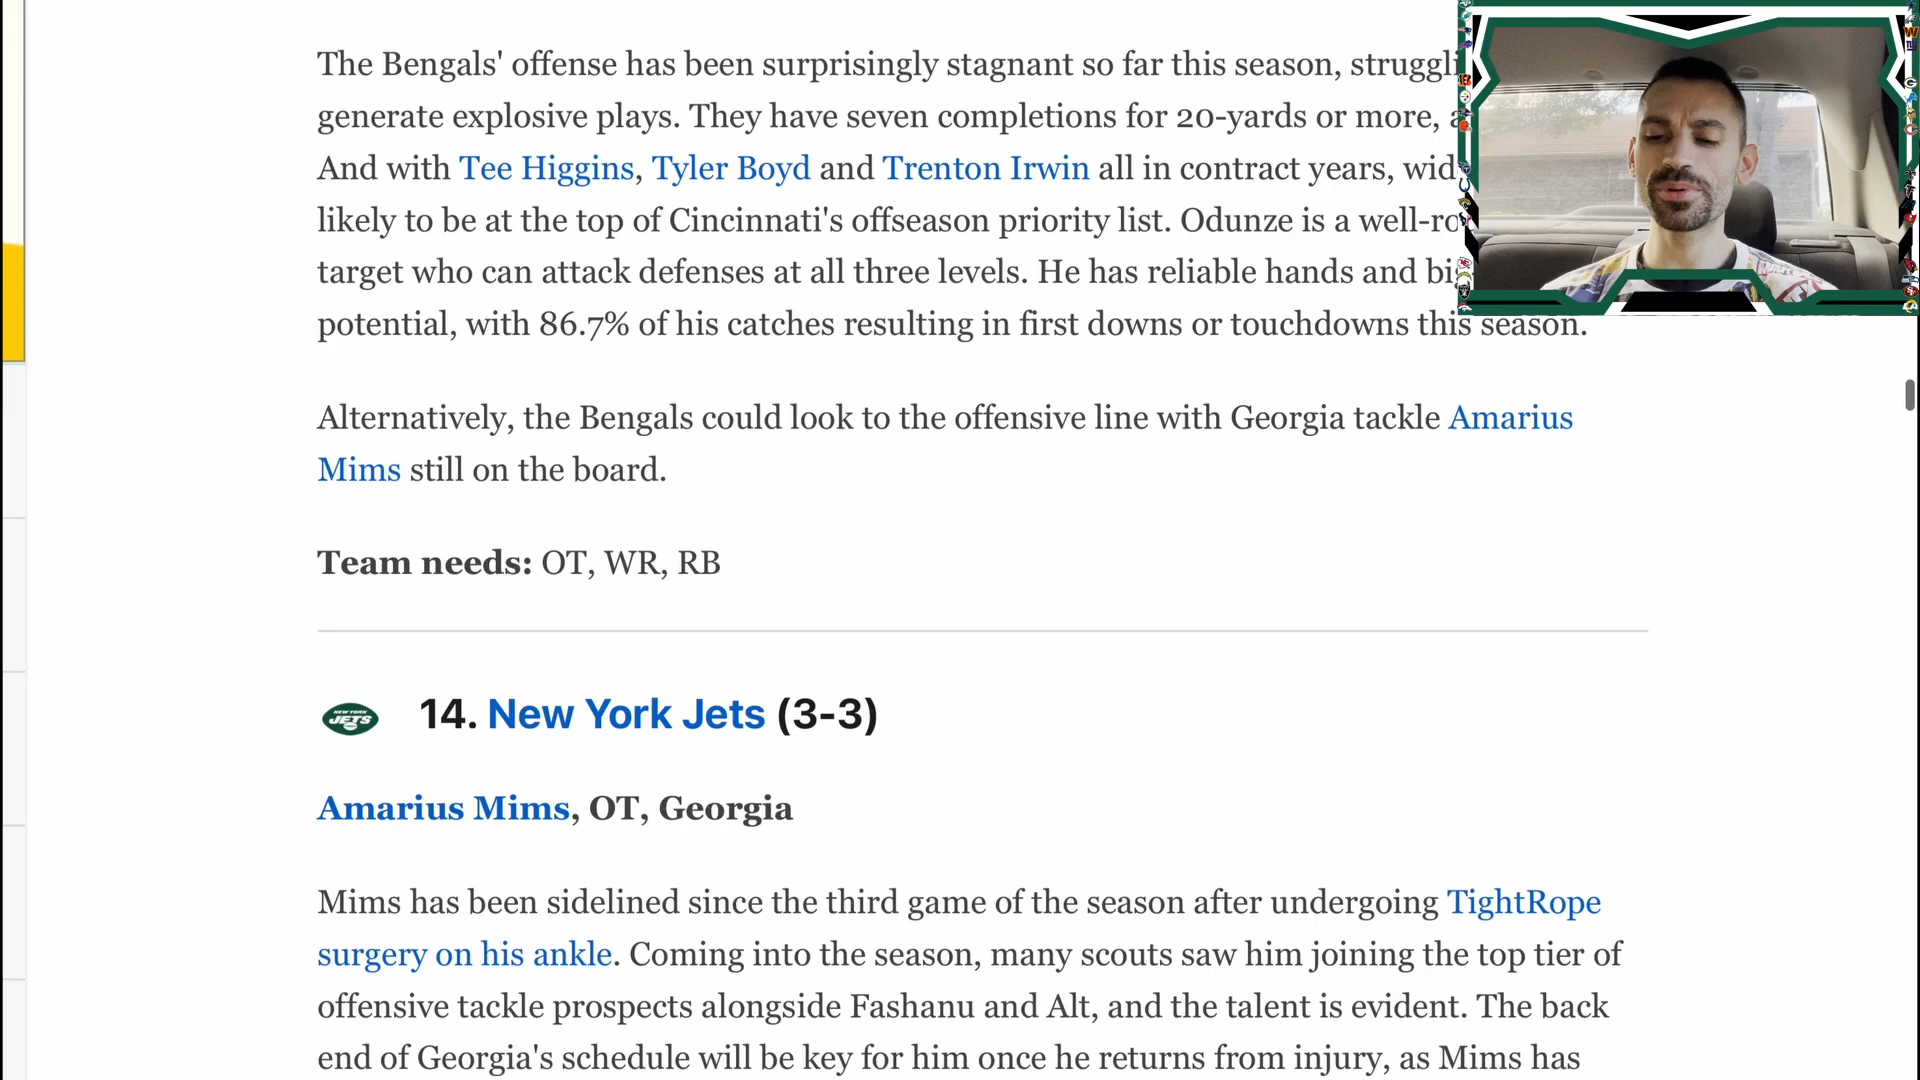 The Bengals' offense has been surprisingly stagnant so far this season,
generate explosive plays. They have seven completions for 20-yards or more,
And with Tee Higgins, Tyler Boyd and Trenton Irwin all in contract years,
likely to be at the top of Cincinnati's offseason priority list. Odunze is a
target who can attack defenses at all three levels. He has reliable hands and
potential, with 86.7% of his catches resulting in first downs or touchdowns this season.
Alternatively, the Bengals could look to the offensive line with Georgia tackle Amarius
Mims still on the board.
Team needs: OT, WR, RB
NEW YORK
JETS
14. New York Jets (3-3)
Amarius Mims, OT, Georgia
Mims has been sidelined since the third game of the season after undergoing TightRope
surgery on his ankle. Coming into the season, many scouts saw him joining the top tier of
offensive tackle prospects alongside Fashanu and Alt, and the talent is evident. The back
end of Georgia's schedule will be key for him once he returns from injury, as Mims has